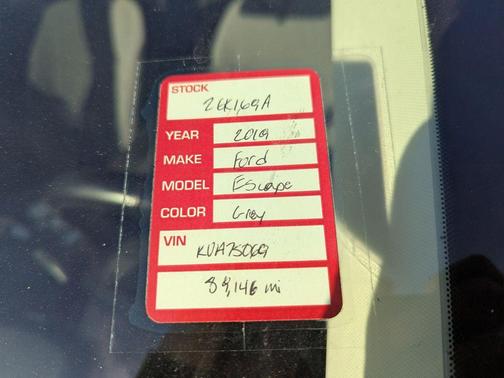 STOCK
2EK169A
YEAR 2019
MAKE Ford
MODEL Escape
COLOR Grey
VIN
KUA75069
84,146 mi